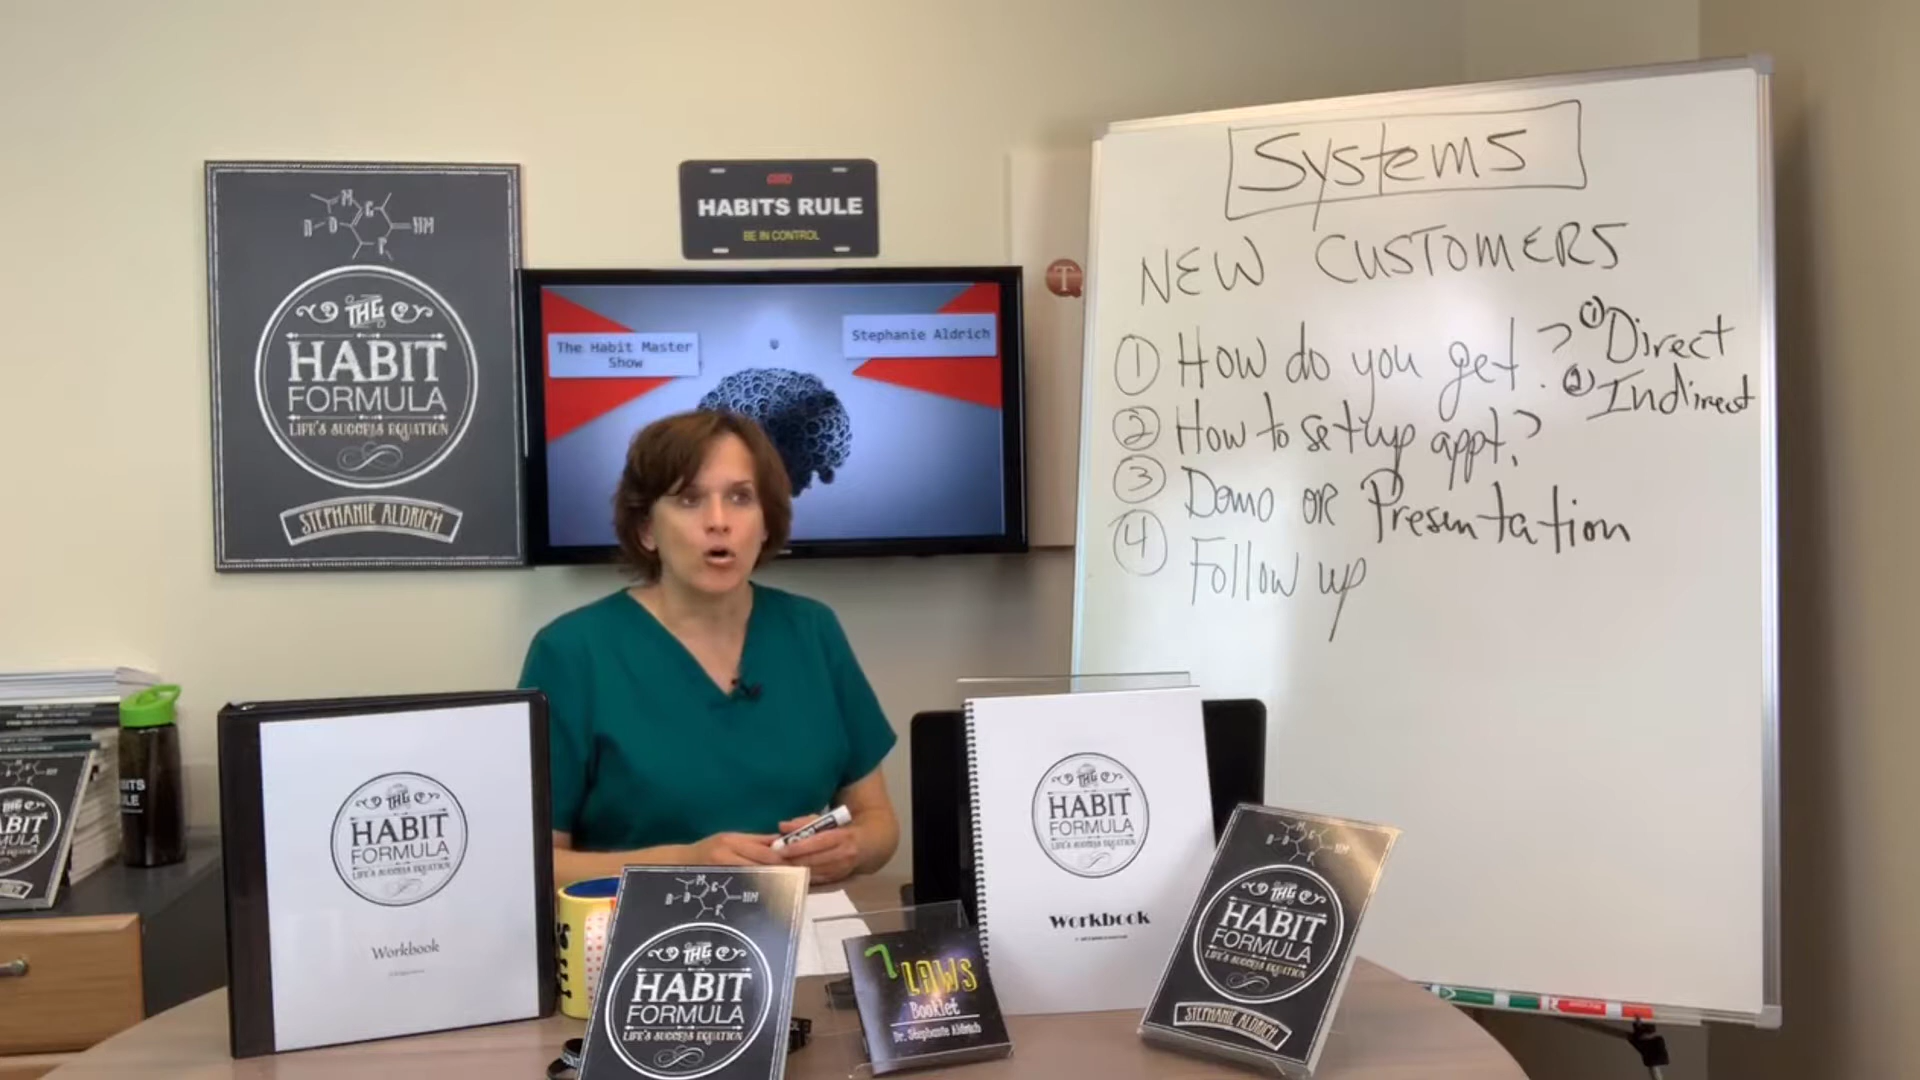 THE
HABIT
FORMULA
LIFE'S SUCCESS EQUATION
STEPHANIE ALDRICH
HABITS RULE
BE IN CONTROL
The Habit Master
Show
Stephanie Aldrich
T
Systems
NEW CUSTOMERS
① How do you get?
① Direct
② Indirect
② How to set up appt?
③ Demo OR Presentation
④ Follow up
THE
HABIT
FORMULA
LIFE'S SUCCESS EQUATION
Workbook
THE
HABIT
FORMULA
LIFE'S SUCCESS EQUATION
7 LAWS
Booklet
Dr. Stephanie Aldrich
THE
HABIT
FORMULA
LIFE'S SUCCESS EQUATION
Workbook
THE
HABIT
FORMULA
LIFE'S SUCCESS EQUATION
STEPHANIE ALDRICH